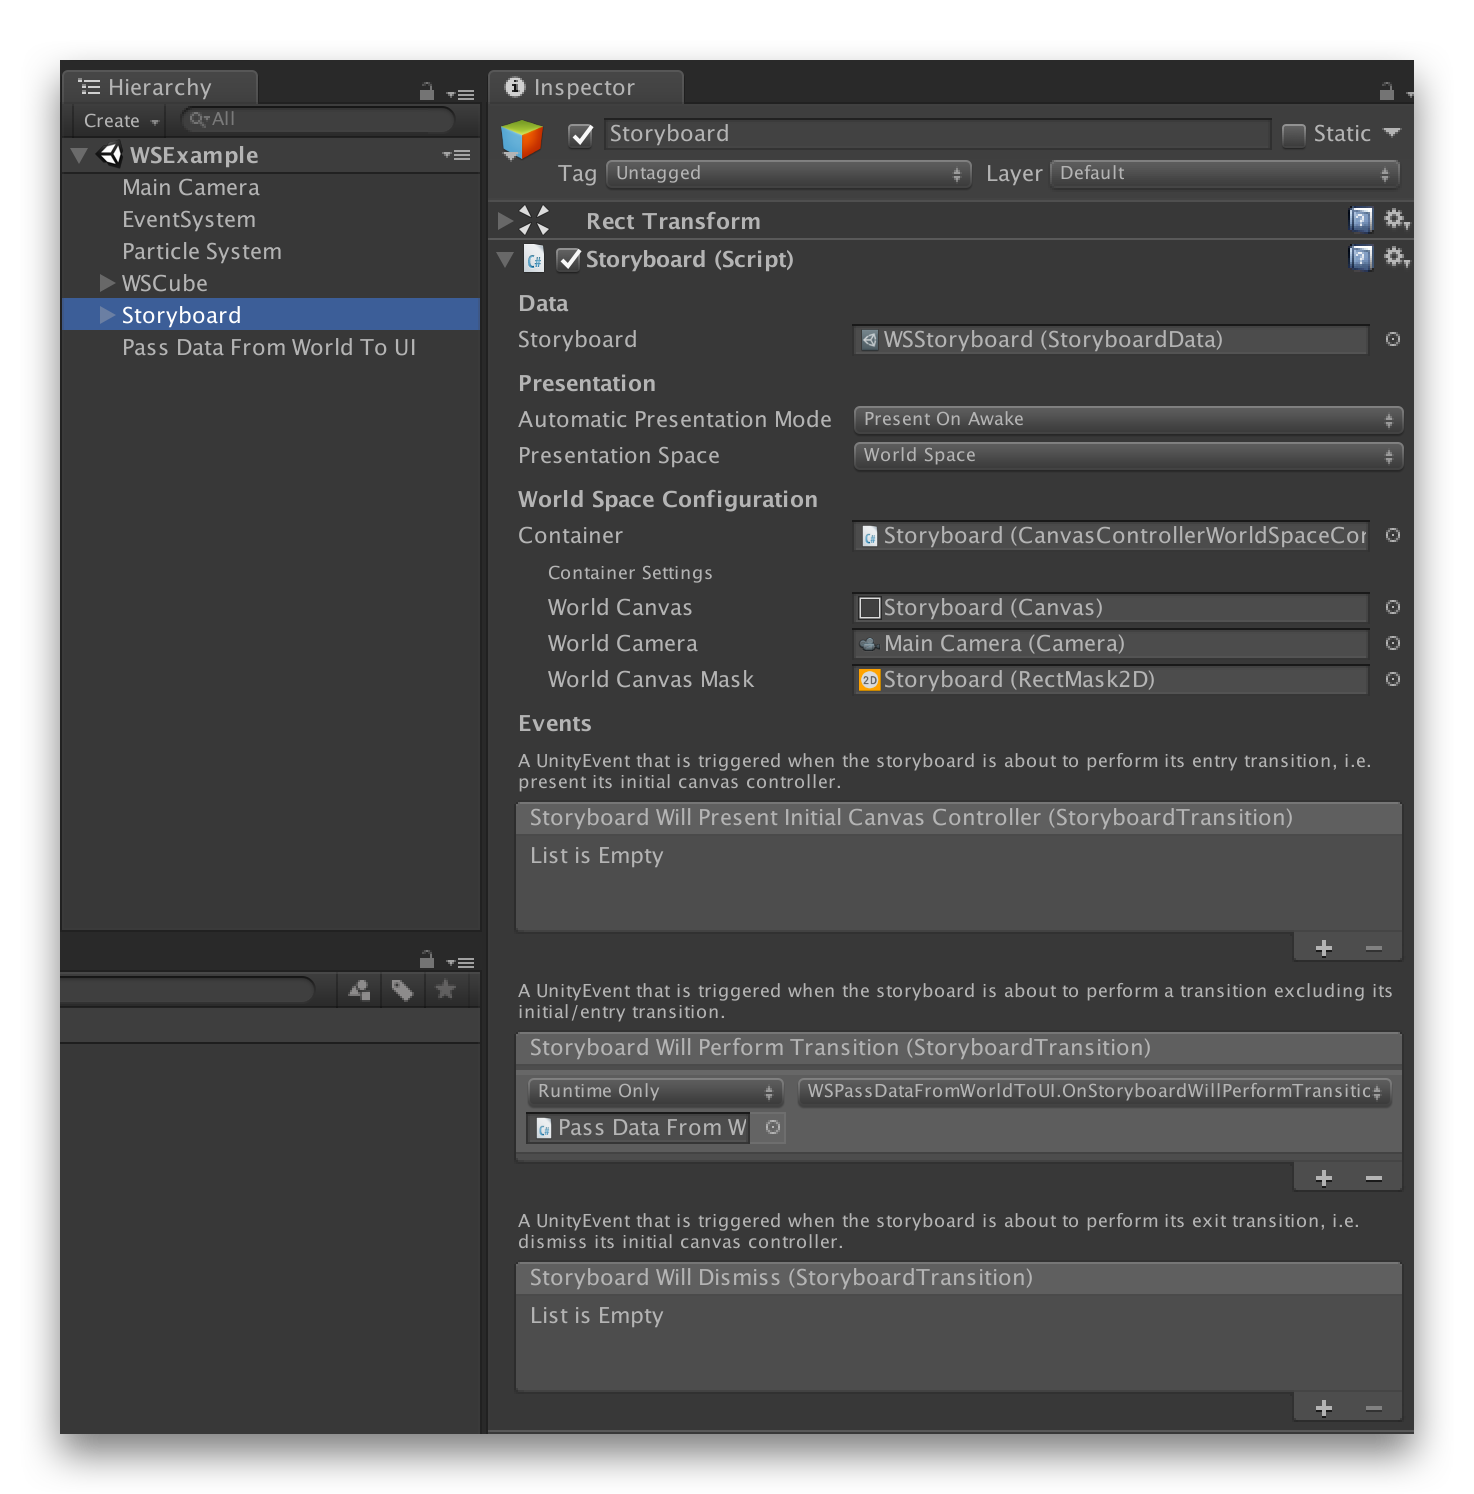 Hierarchy
Create
All
WSExample
Main Camera
EventSystem
Particle System
WSCube
Storyboard
Pass Data From World To UI
Inspector
Storyboard
Static
Tag
Untagged
Layer
Default
Rect Transform
C#
Storyboard (Script)
Data
Storyboard
WSStoryboard (StoryboardData)
Presentation
Automatic Presentation Mode
Present On Awake
Presentation Space
World Space
World Space Configuration
Container
Storyboard (CanvasControllerWorldSpaceCor
Container Settings
World Canvas
Storyboard (Canvas)
World Camera
Main Camera (Camera)
World Canvas Mask
2D
Storyboard (RectMask2D)
Events
A UnityEvent that is triggered when the storyboard is about to perform its entry transition, i.e.
present its initial canvas controller.
Storyboard Will Present Initial Canvas Controller (StoryboardTransition)
List is Empty
A UnityEvent that is triggered when the storyboard is about to perform a transition excluding its
initial/entry transition.
Storyboard Will Perform Transition (StoryboardTransition)
Runtime Only
WSPassDataFromWorldToUI.OnStoryboardWillPerformTransitic
Pass Data From W
A UnityEvent that is triggered when the storyboard is about to perform its exit transition, i.e.
dismiss its initial canvas controller.
Storyboard Will Dismiss (StoryboardTransition)
List is Empty